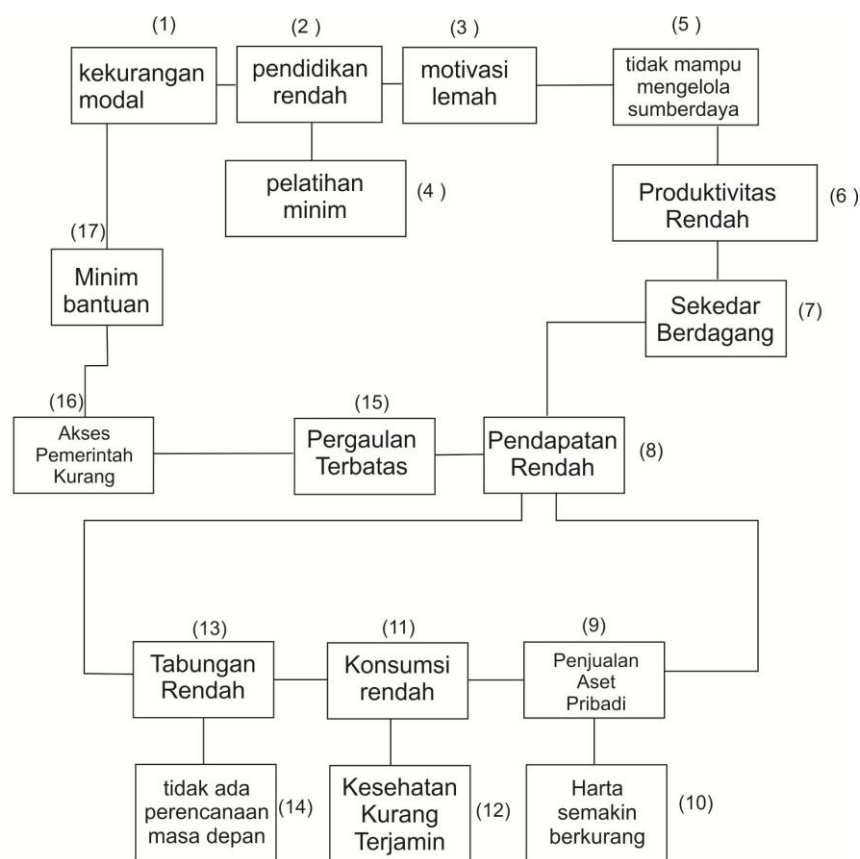 (1)
kekurangan
modal
(2)
pendidikan
rendah
(3)
motivasi
lemah
(5)
tidak mampu
mengelola
sumberdaya
pelatihan
minim
(4 )
Produktivitas
Rendah
(6 )
(17)
Minim
bantuan
Sekedar
Berdagang
(7)
(16)
Akses
Pemerintah
Kurang
(15)
Pergaulan
Terbatas
Pendapatan
Rendah
(8)
(13)
Tabungan
Rendah
(11)
Konsumsi
rendah
(9)
Penjualan
Aset
Pribadi
tidak ada
perencanaan
masa depan
(14)
Kesehatan
Kurang
Terjamin
(12)
Harta
semakin
berkurang
(10)